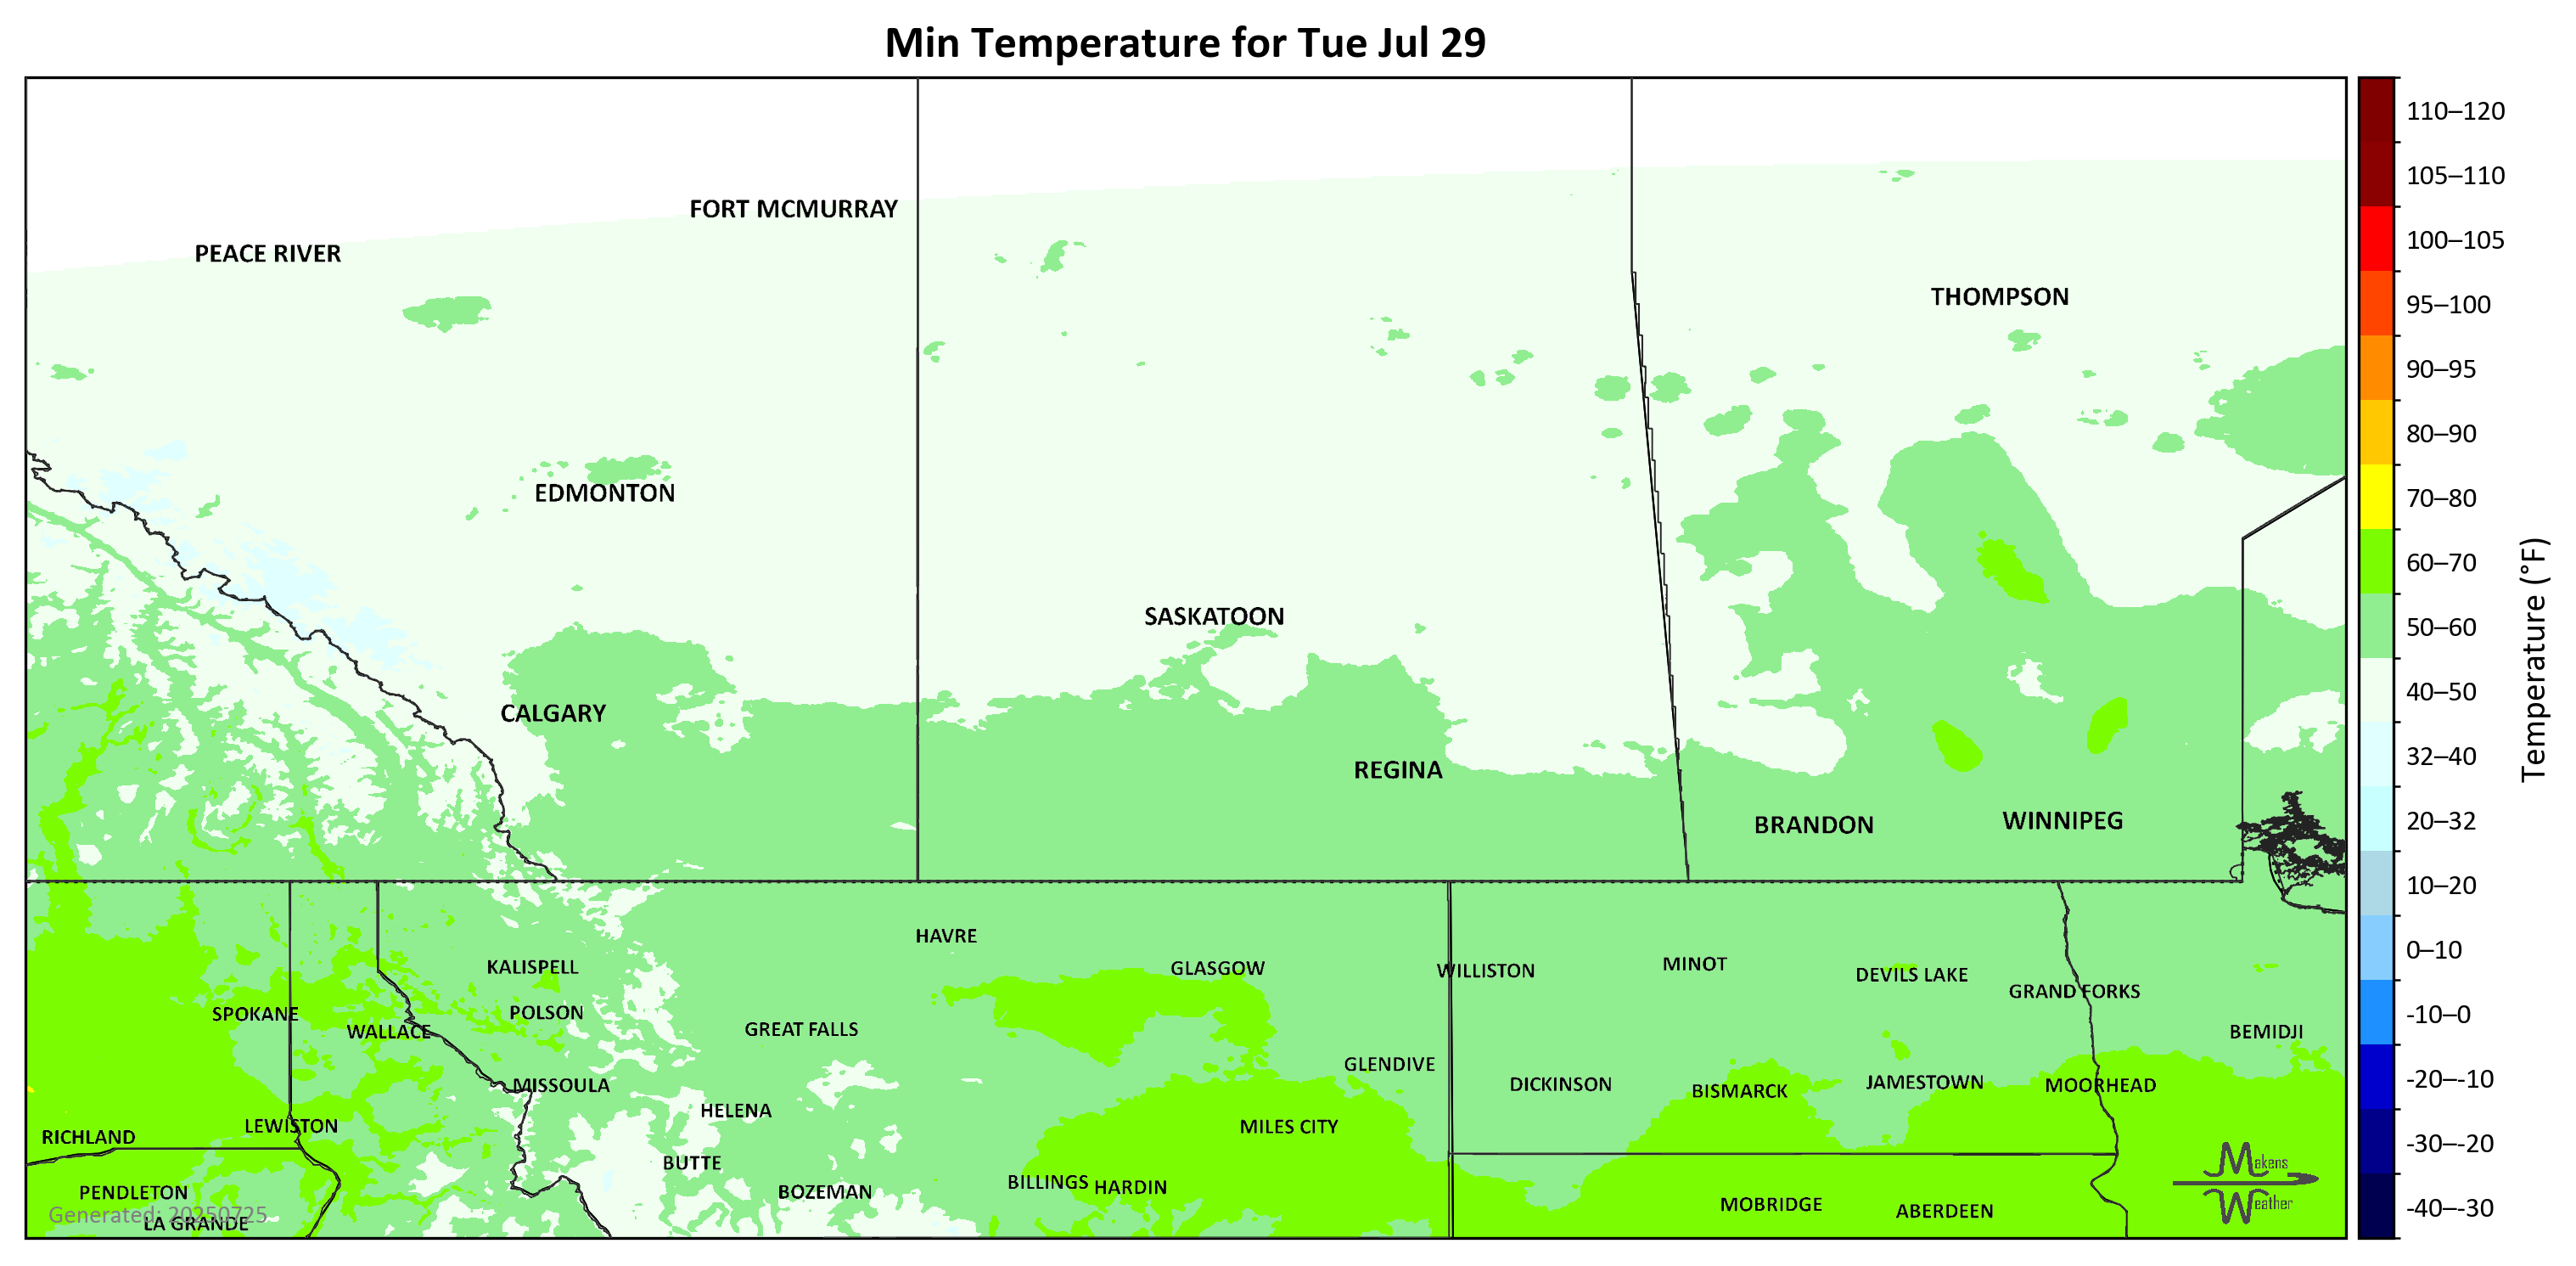 Min Temperature for Tue Jul 29
FORT MCMURRAY
PEACE RIVER
THOMPSON
EDMONTON
SASKATOON
CALGARY
REGINA
BRANDON
WINNIPEG
HAVRE
KALISPELL
GLASGOW
WILLISTON
MINOT
DEVILS LAKE
GRAND FORKS
SPOKANE
POLSON
WALLACE
GREAT FALLS
BEMIDJI
GLENDIVE
MISSOULA
DICKINSON
BISMARCK
JAMESTOWN
MOORHEAD
HELENA
LEWISTON
MILES CITY
RICHLAND
BUTTE
BILLINGS
HARDIN
PENDLETON
BOZEMAN
MOBRIDGE
ABERDEEN
Generated: 20250725
LA GRANDE
Makens
Weather
110–120
105–110
100–105
95–100
90–95
80–90
70–80
60–70
50–60
40–50
32–40
20–32
10–20
0–10
-10–0
-20–-10
-30–-20
-40–-30
Temperature (°F)